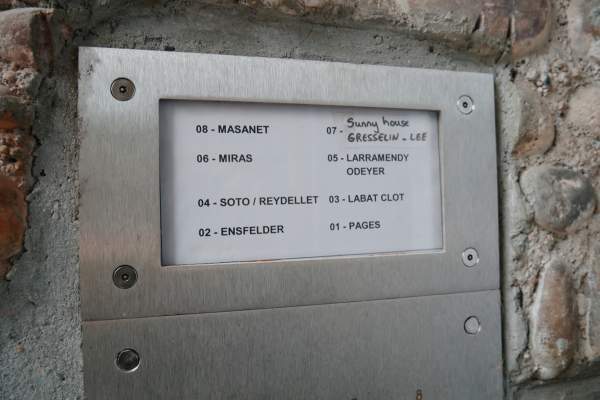 08 - MASANET
07 - Sunny house
GRESSELIN - LEE
06 - MIRAS
05 - LARRAMENDY
ODEYER
04 - SOTO / REYDELLET
03 - LABAT CLOT
02 - ENSFELDER
01 - PAGES
8